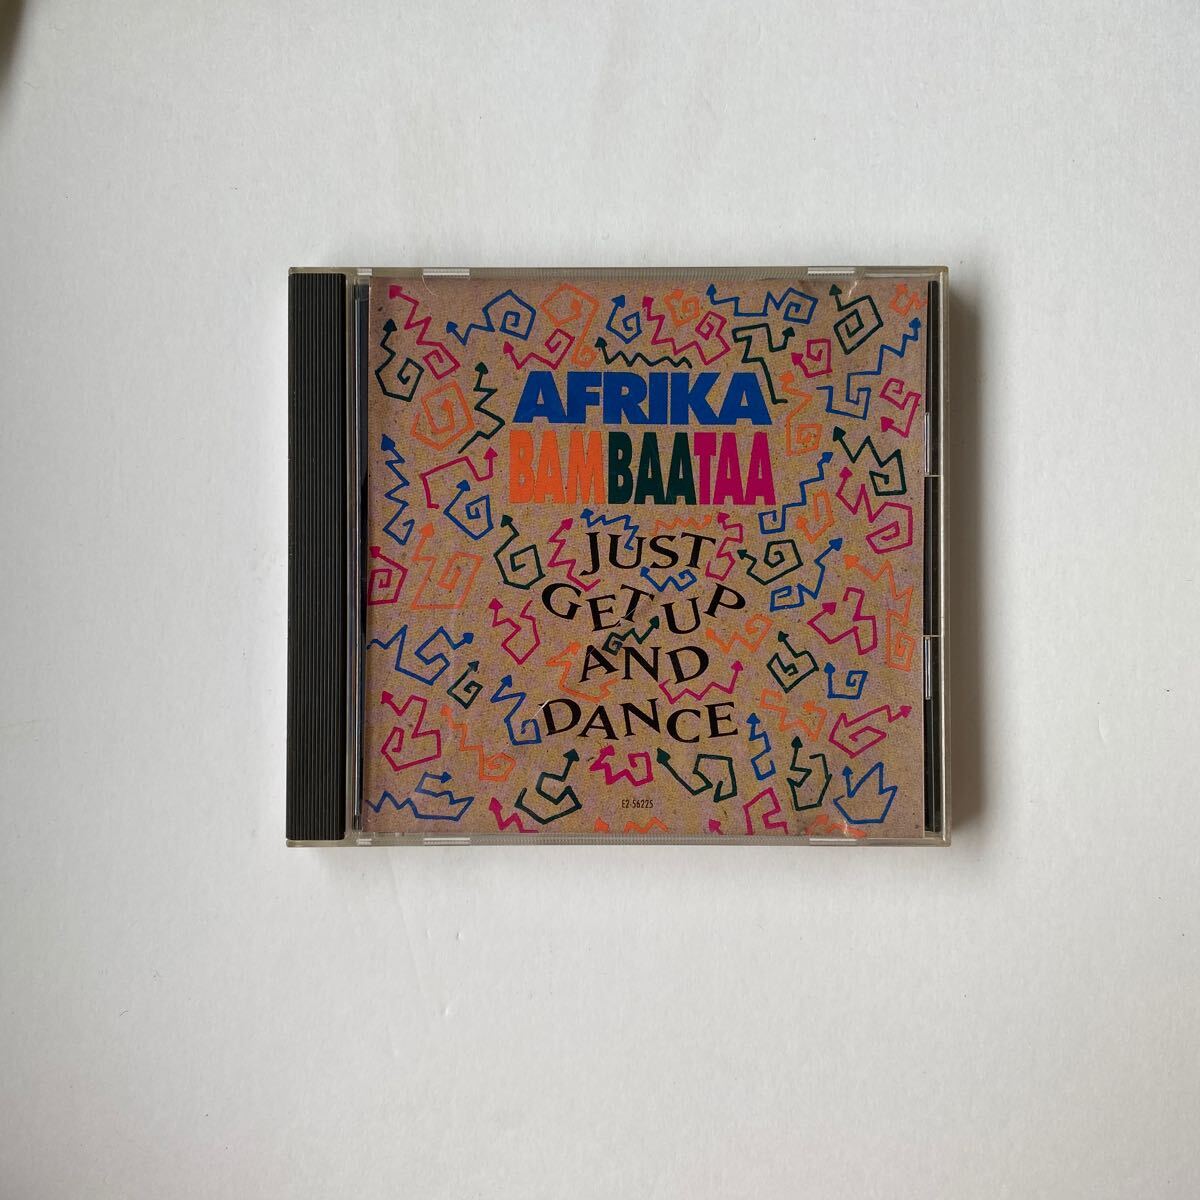 AFRIKA
BAMBAATAA
JUST
GET UP
AND
DANCE
E2-56225